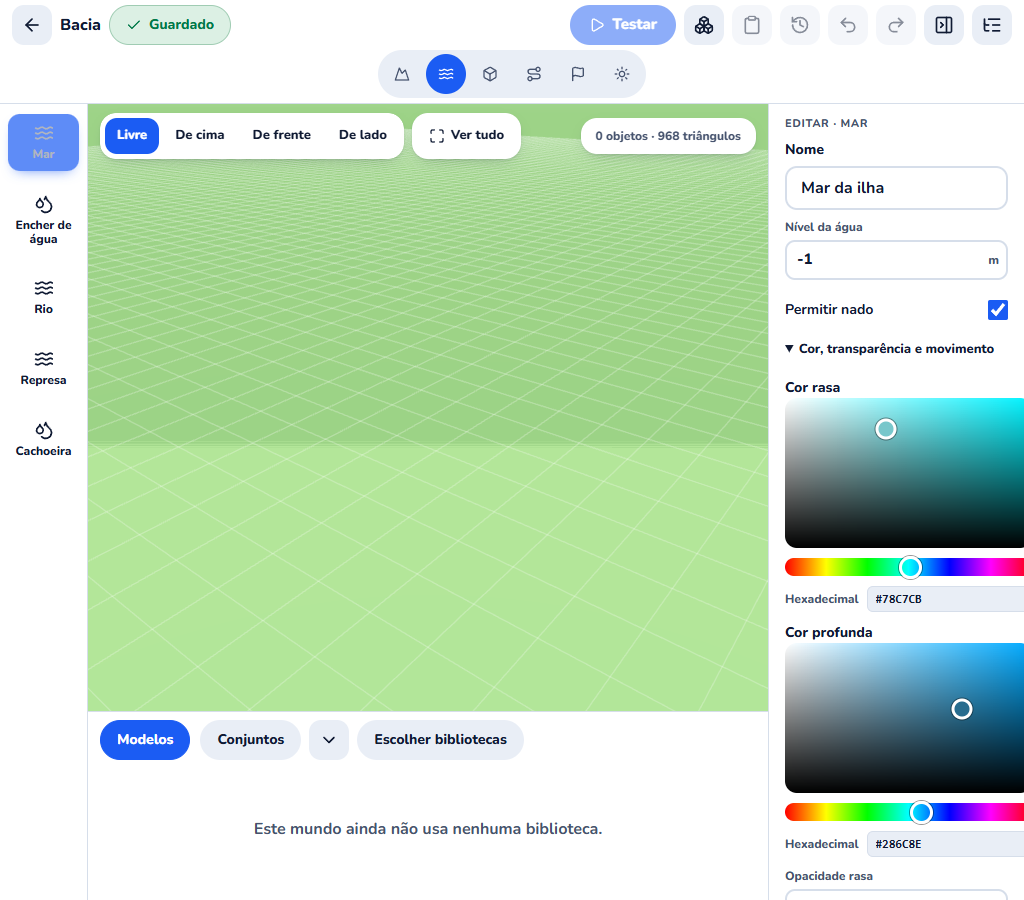 Bacia
Guardado
Testar
Mar
Encher de
água
Rio
Represa
Cachoeira
Livre
De cima
De frente
De lado
Ver tudo
0 objetos · 968 triângulos
EDITAR · MAR
Nome
Mar da ilha
Nível da água
-1
m
Permitir nado
Cor, transparência e movimento
Cor rasa
Hexadecimal
#78C7CB
Cor profunda
Hexadecimal
#286C8E
Opacidade rasa
Modelos
Conjuntos
Escolher bibliotecas
Este mundo ainda não usa nenhuma biblioteca.